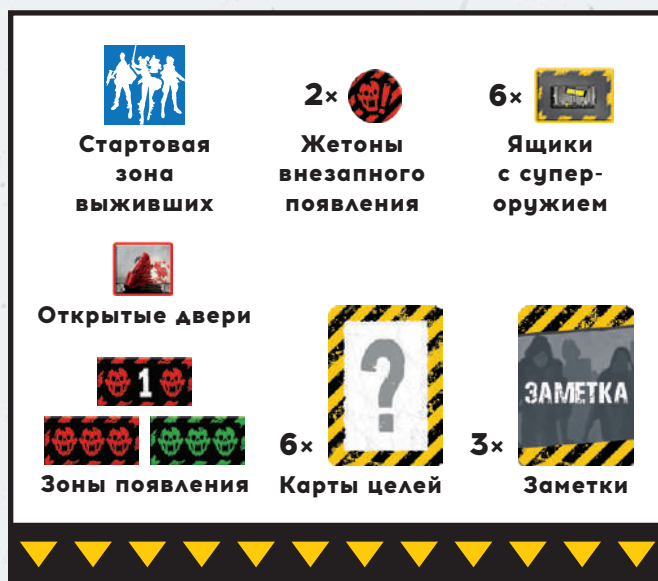 2×
6×
Стартовая
зона
выживших
Жетоны
внезапного
появления
Ящики
с супер-
оружием
Открытые двери
1
Зоны появления
6×
?
Карты целей
3×
ЗАМЕТКА
Заметки